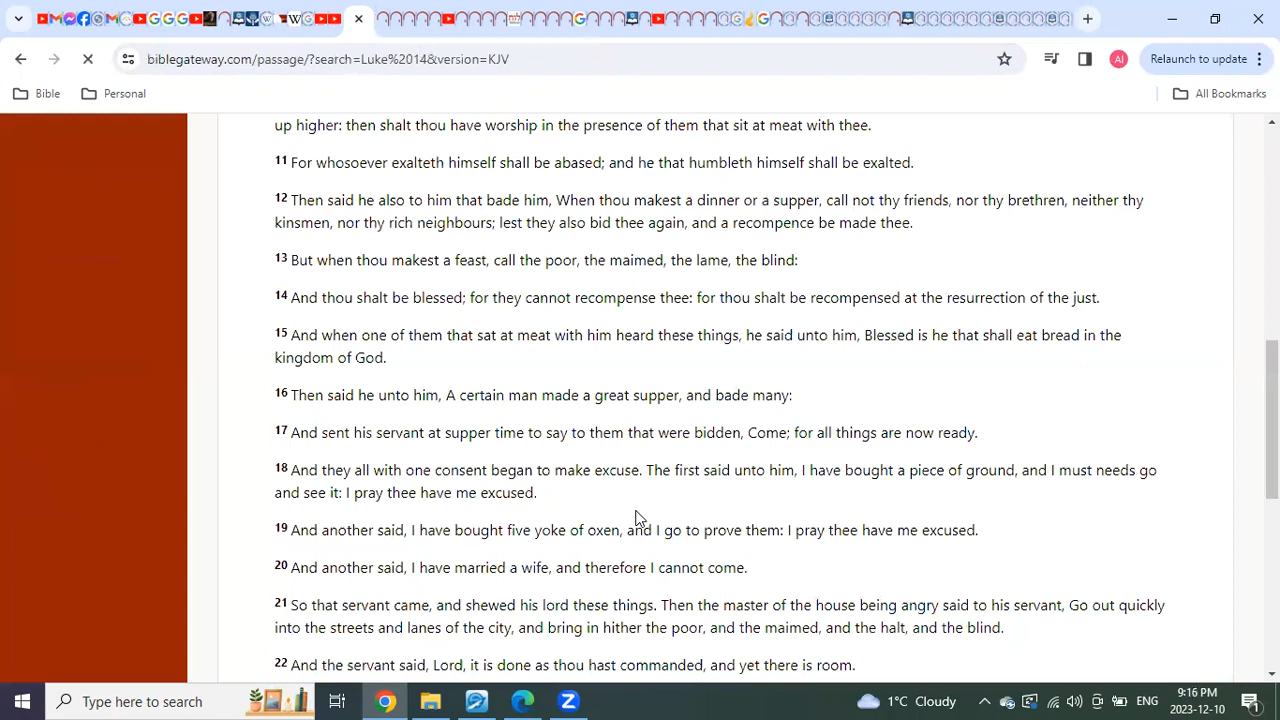 biblegateway.com/passage/?search=Luke%2014&version=KJV
AI
Relaunch to update
Bible
Personal
All Bookmarks
up higher: then shalt thou have worship in the presence of them that sit at meat with thee.
11 For whosoever exalteth himself shall be abased; and he that humbleth himself shall be exalted.
12 Then said he also to him that bade him, When thou makest a dinner or a supper, call not thy friends, nor thy brethren, neither thy
kinsmen, nor thy rich neighbours; lest they also bid thee again, and a recompence be made thee.
13 But when thou makest a feast, call the poor, the maimed, the lame, the blind:
14 And thou shalt be blessed; for they cannot recompense thee: for thou shalt be recompensed at the resurrection of the just.
15 And when one of them that sat at meat with him heard these things, he said unto him, Blessed is he that shall eat bread in the
kingdom of God.
16 Then said he unto him, A certain man made a great supper, and bade many:
17 And sent his servant at supper time to say to them that were bidden, Come; for all things are now ready.
18 And they all with one consent began to make excuse. The first said unto him, I have bought a piece of ground, and I must needs go
and see it: I pray thee have me excused.
19 And another said, I have bought five yoke of oxen, and I go to prove them: I pray thee have me excused.
20 And another said, I have married a wife, and therefore I cannot come.
21 So that servant came, and shewed his lord these things. Then the master of the house being angry said to his servant, Go out quickly
into the streets and lanes of the city, and bring in hither the poor, and the maimed, and the halt, and the blind.
22 And the servant said, Lord, it is done as thou hast commanded, and yet there is room.
Type here to search
1°C Cloudy
ENG
9:16 PM
2023-12-10
1